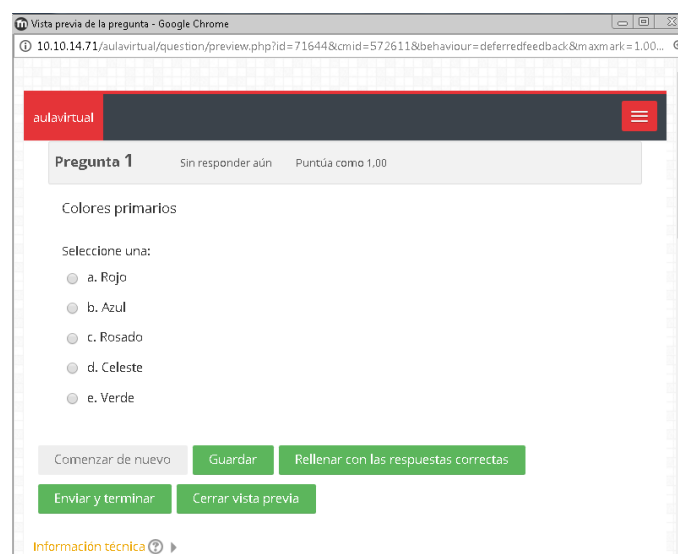 Vista previa de la pregunta - Google Chrome
10.10.14.71/aulavirtual/question/preview.php?id=71644&cmid=572611&behaviour=deferredfeedback&maxmark=1.00...
aulavirtual
Pregunta 1 Sin responder aún Puntúa como 1,00
Colores primarios
Seleccione una:
a. Rojo
b. Azul
c. Rosado
d. Celeste
e. Verde
Comenzar de nuevo Guardar Rellenar con las respuestas correctas
Enviar y terminar Cerrar vista previa
Información técnica